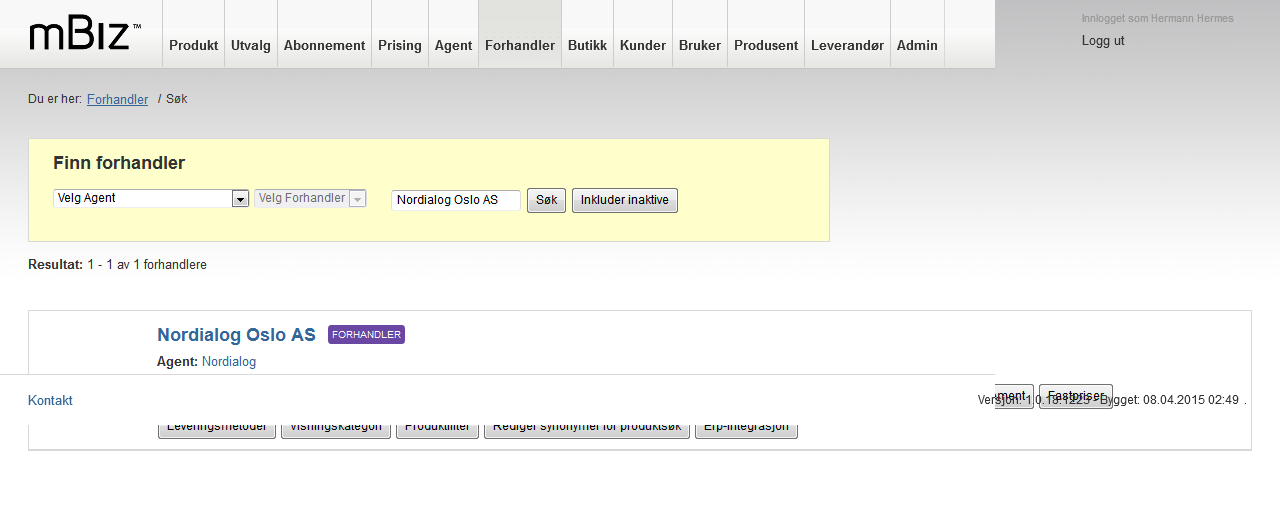 mBiz™
Produkt Utvalg Abonnement Prising Agent Forhandler Butikk Kunder Bruker Produsent Leverandør Admin
Innlogget som Hermann Hermes
Logg ut
Du er her: Forhandler / Søk
Finn forhandler
Velg Agent Velg Forhandler Nordialog Oslo AS Søk Inkluder inaktive
Resultat: 1 - 1 av 1 forhandlere
Nordialog Oslo AS FORHANDLER
Agent: Nordialog
Fastpriser
Kontakt
Versjon: 1.0.18.1223 - Bygget: 08.04.2015 02:49 .
Leveringsmetoder Visningskategori Produktfilter Rediger synonymer for produktsøk Erp-integrasjon